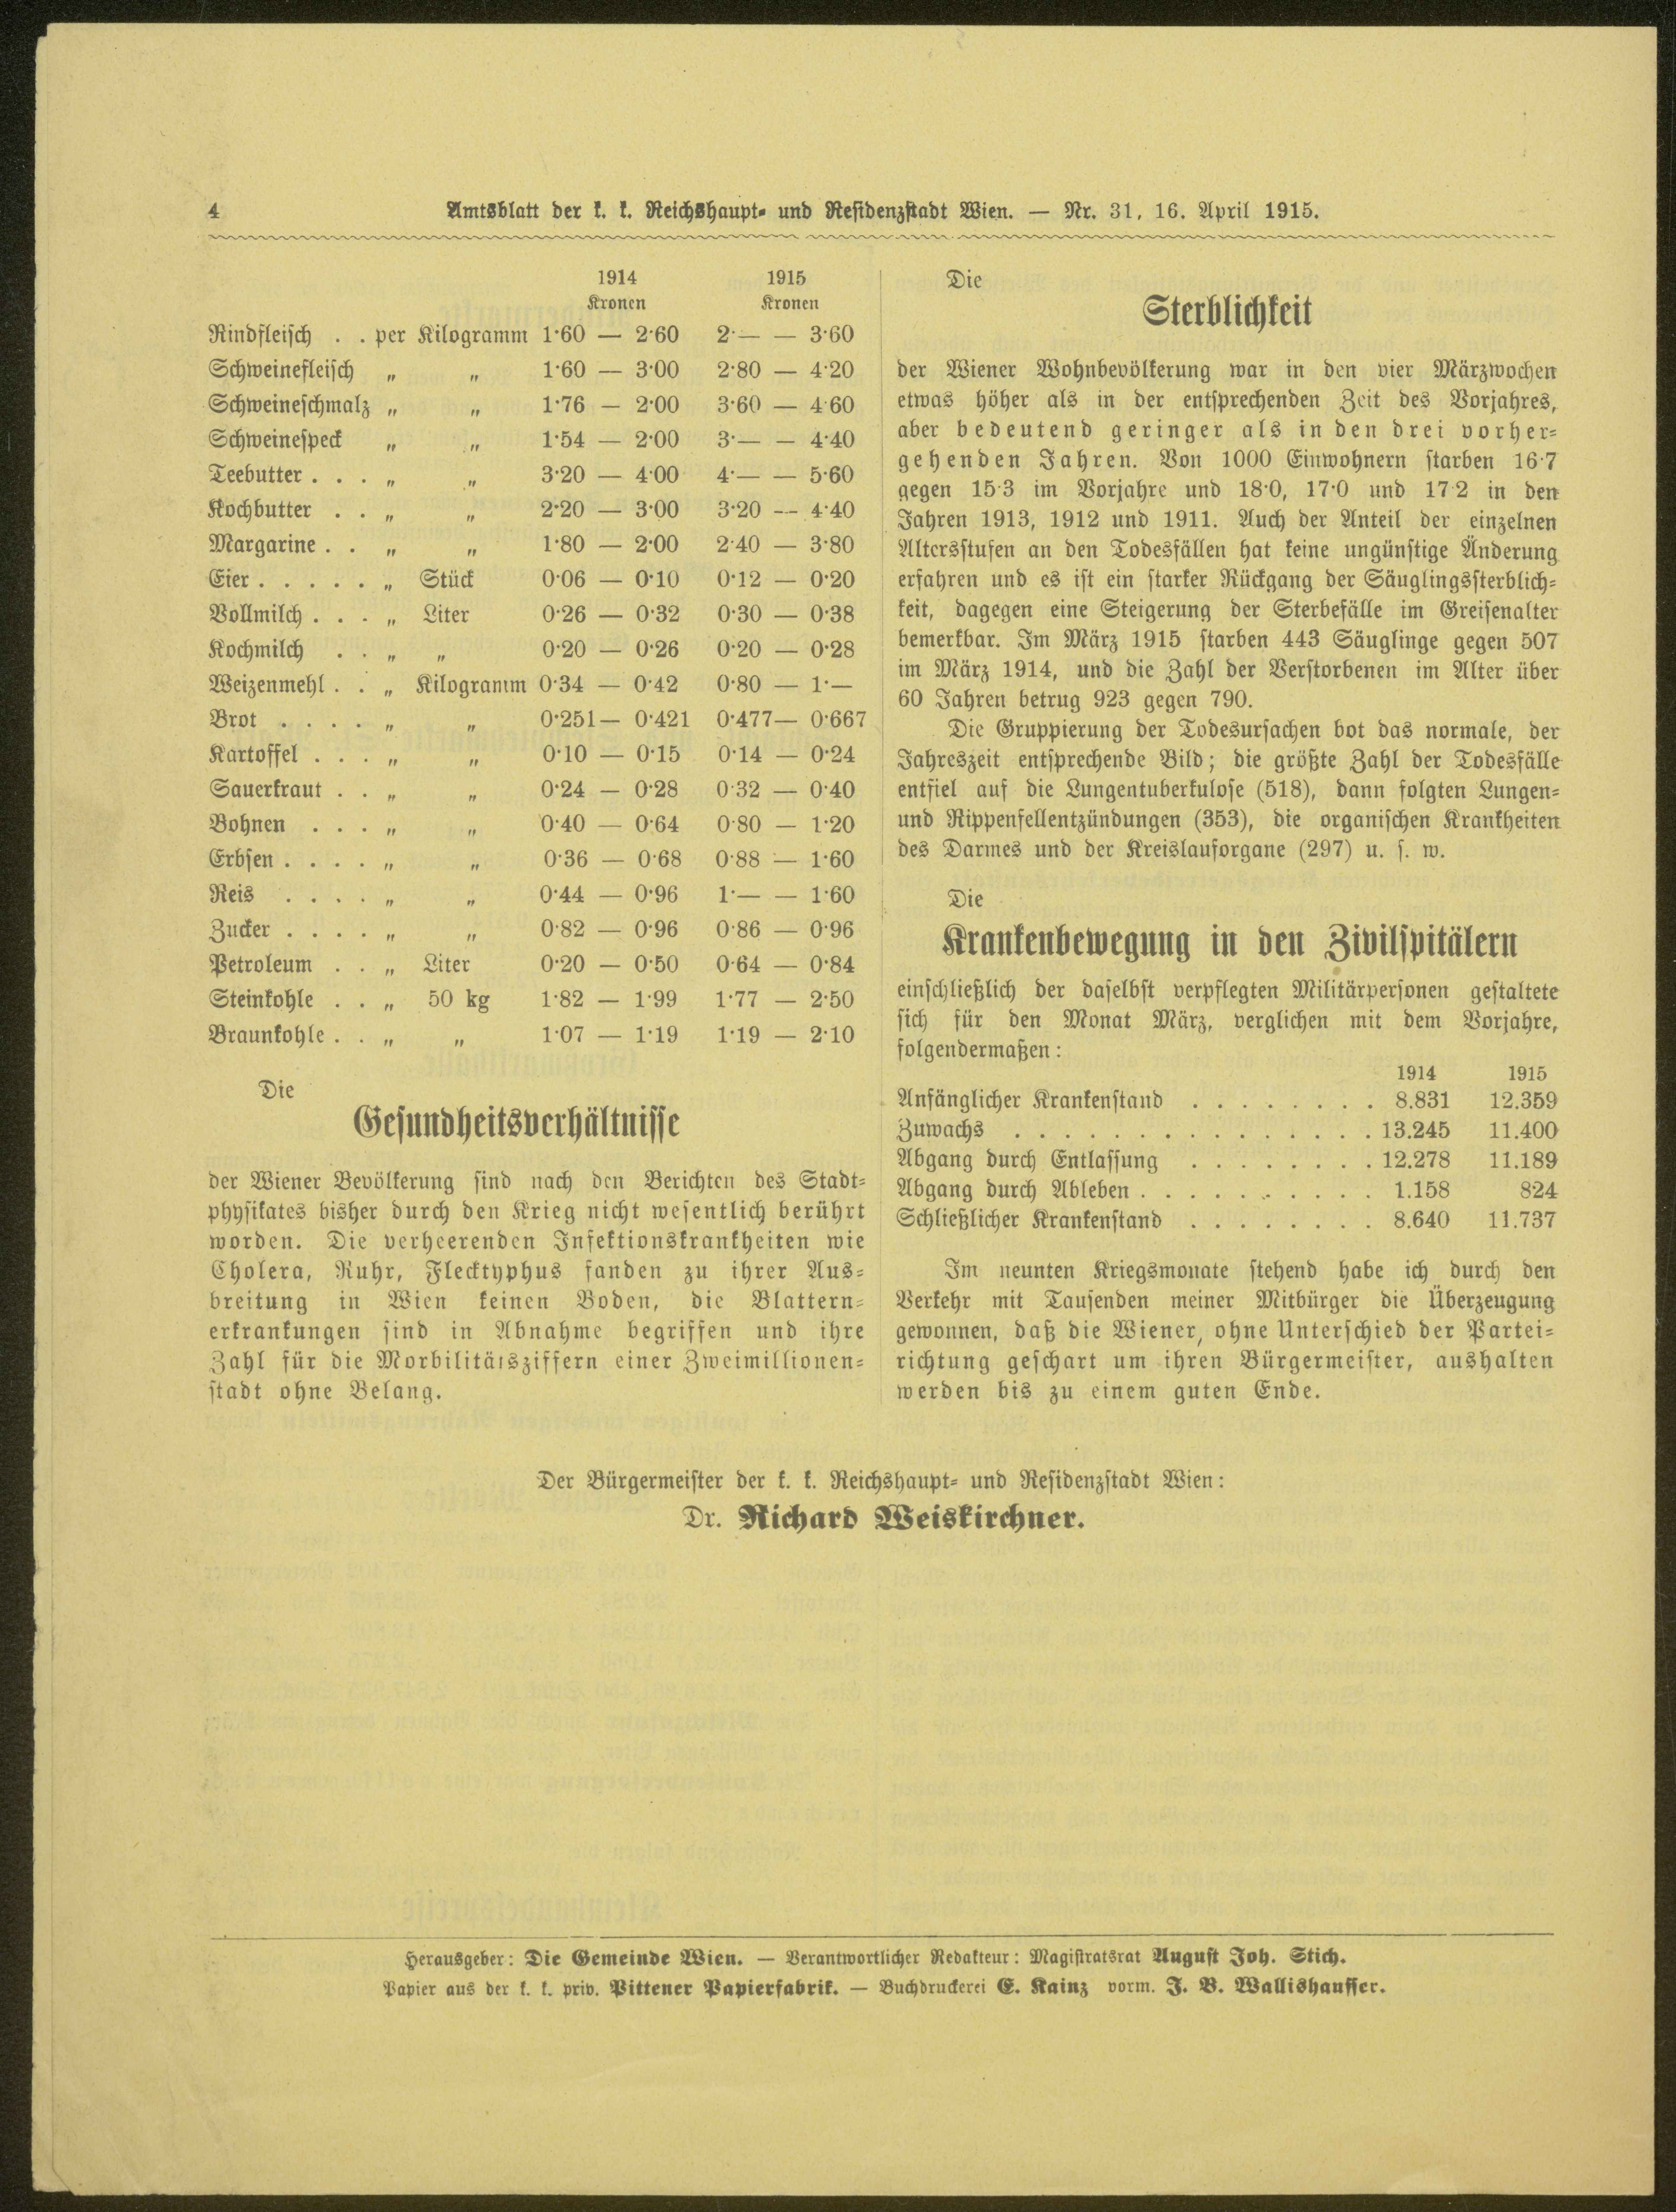 4 Amtsblatt der k. k. Reichshaupt- und Residenzstadt Wien. — Nr. 31, 16. April 1915.
1914 1915
Kronen Kronen
Rindfleisch . . per Kilogramm 1·60 — 2·60 2·— — 3·60
Schweinefleisch „ „ 1·60 — 3·00 2·80 — 4·20
Schweineschmalz „ „ 1·76 — 2·00 3·60 — 4·60
Schweinespeck „ „ 1·54 — 2·00 3·— — 4·40
Teebutter . . . „ „ 3·20 — 4·00 4·— — 5·60
Kochbutter . . „ „ 2·20 — 3·00 3·20 — 4·40
Margarine . . „ „ 1·80 — 2·00 2·40 — 3·80
Eier . . . . . „ Stück 0·06 — 0·10 0·12 — 0·20
Vollmilch . . . „ Liter 0·26 — 0·32 0·30 — 0·38
Kochmilch . . „ „ 0·20 — 0·26 0·20 — 0·28
Weizenmehl . . „ Kilogramm 0·34 — 0·42 0·80 — 1·—
Brot . . . . „ „ 0·251 — 0·421 0·477 — 0·667
Kartoffel . . . „ „ 0·10 — 0·15 0·14 — 0·24
Sauerkraut . . „ „ 0·24 — 0·28 0·32 — 0·40
Bohnen . . . „ „ 0·40 — 0·64 0·80 — 1·20
Erbsen . . . . „ „ 0·36 — 0·68 0·88 — 1·60
Reis . . . . „ „ 0·44 — 0·96 1·— — 1·60
Zucker . . . . „ „ 0·82 — 0·96 0·86 — 0·96
Petroleum . . „ Liter 0·20 — 0·50 0·64 — 0·84
Steinkohle . . „ 50 kg 1·82 — 1·99 1·77 — 2·50
Braunkohle . . „ „ 1·07 — 1·19 1·19 — 2·10
Die
Gesundheitsverhältnisse
der Wiener Bevölkerung sind nach den Berichten des Stadt-
physikates bisher durch den Krieg nicht wesentlich berührt
worden. Die verheerenden Infektionskrankheiten wie
Cholera, Ruhr, Flecktyphus fanden zu ihrer Aus-
breitung in Wien keinen Boden, die Blattern-
erkrankungen sind in Abnahme begriffen und ihre
Zahl für die Morbilitätsziffern einer Zweimillionen-
stadt ohne Belang.
Die
Sterblichkeit
der Wiener Wohnbevölkerung war in den vier Märzwochen
etwas höher als in der entsprechenden Zeit des Vorjahres,
aber bedeutend geringer als in den drei vorher-
gehenden Jahren. Von 1000 Einwohnern starben 16·7
gegen 15·3 im Vorjahre und 18·0, 17·0 und 17·2 in den
Jahren 1913, 1912 und 1911. Auch der Anteil der einzelnen
Altersstufen an den Todesfällen hat keine ungünstige Änderung
erfahren und es ist ein starker Rückgang der Säuglingssterblich-
keit, dagegen eine Steigerung der Sterbefälle im Greisenalter
bemerkbar. Im März 1915 starben 443 Säuglinge gegen 507
im März 1914, und die Zahl der Verstorbenen im Alter über
60 Jahren betrug 923 gegen 790.
Die Gruppierung der Todesursachen bot das normale, der
Jahreszeit entsprechende Bild; die größte Zahl der Todesfälle
entfiel auf die Lungentuberkulose (518), dann folgten Lungen-
und Rippenfellentzündungen (353), die organischen Krankheiten
des Darmes und der Kreislauforgane (297) u. s. w.
Die
Krankenbewegung in den Zivilspitälern
einschließlich der daselbst verpflegten Militärpersonen gestaltete
sich für den Monat März, verglichen mit dem Vorjahre,
folgendermaßen:
1914 1915
Anfänglicher Krankenstand . . . . . . . . 8.831 12.359
Zuwachs . . . . . . . . . . . . . . . 13.245 11.400
Abgang durch Entlassung . . . . . . . . 12.278 11.189
Abgang durch Ableben . . . . . . . . . . 1.158 824
Schließlicher Krankenstand . . . . . . . . 8.640 11.737
Im neunten Kriegsmonate stehend habe ich durch den
Verkehr mit Tausenden meiner Mitbürger die Überzeugung
gewonnen, daß die Wiener, ohne Unterschied der Partei-
richtung geschart um ihren Bürgermeister, aushalten
werden bis zu einem guten Ende.
Der Bürgermeister der k. k. Reichshaupt- und Residenzstadt Wien:
Dr. Richard Weiskirchner.
Herausgeber: Die Gemeinde Wien. — Verantwortlicher Redakteur: Magistratsrat August Joh. Stich.
Papier aus der k. k. priv. Pittener Papierfabrik. — Buchdruckerei E. Kainz vorm. J. B. Wallishausser.